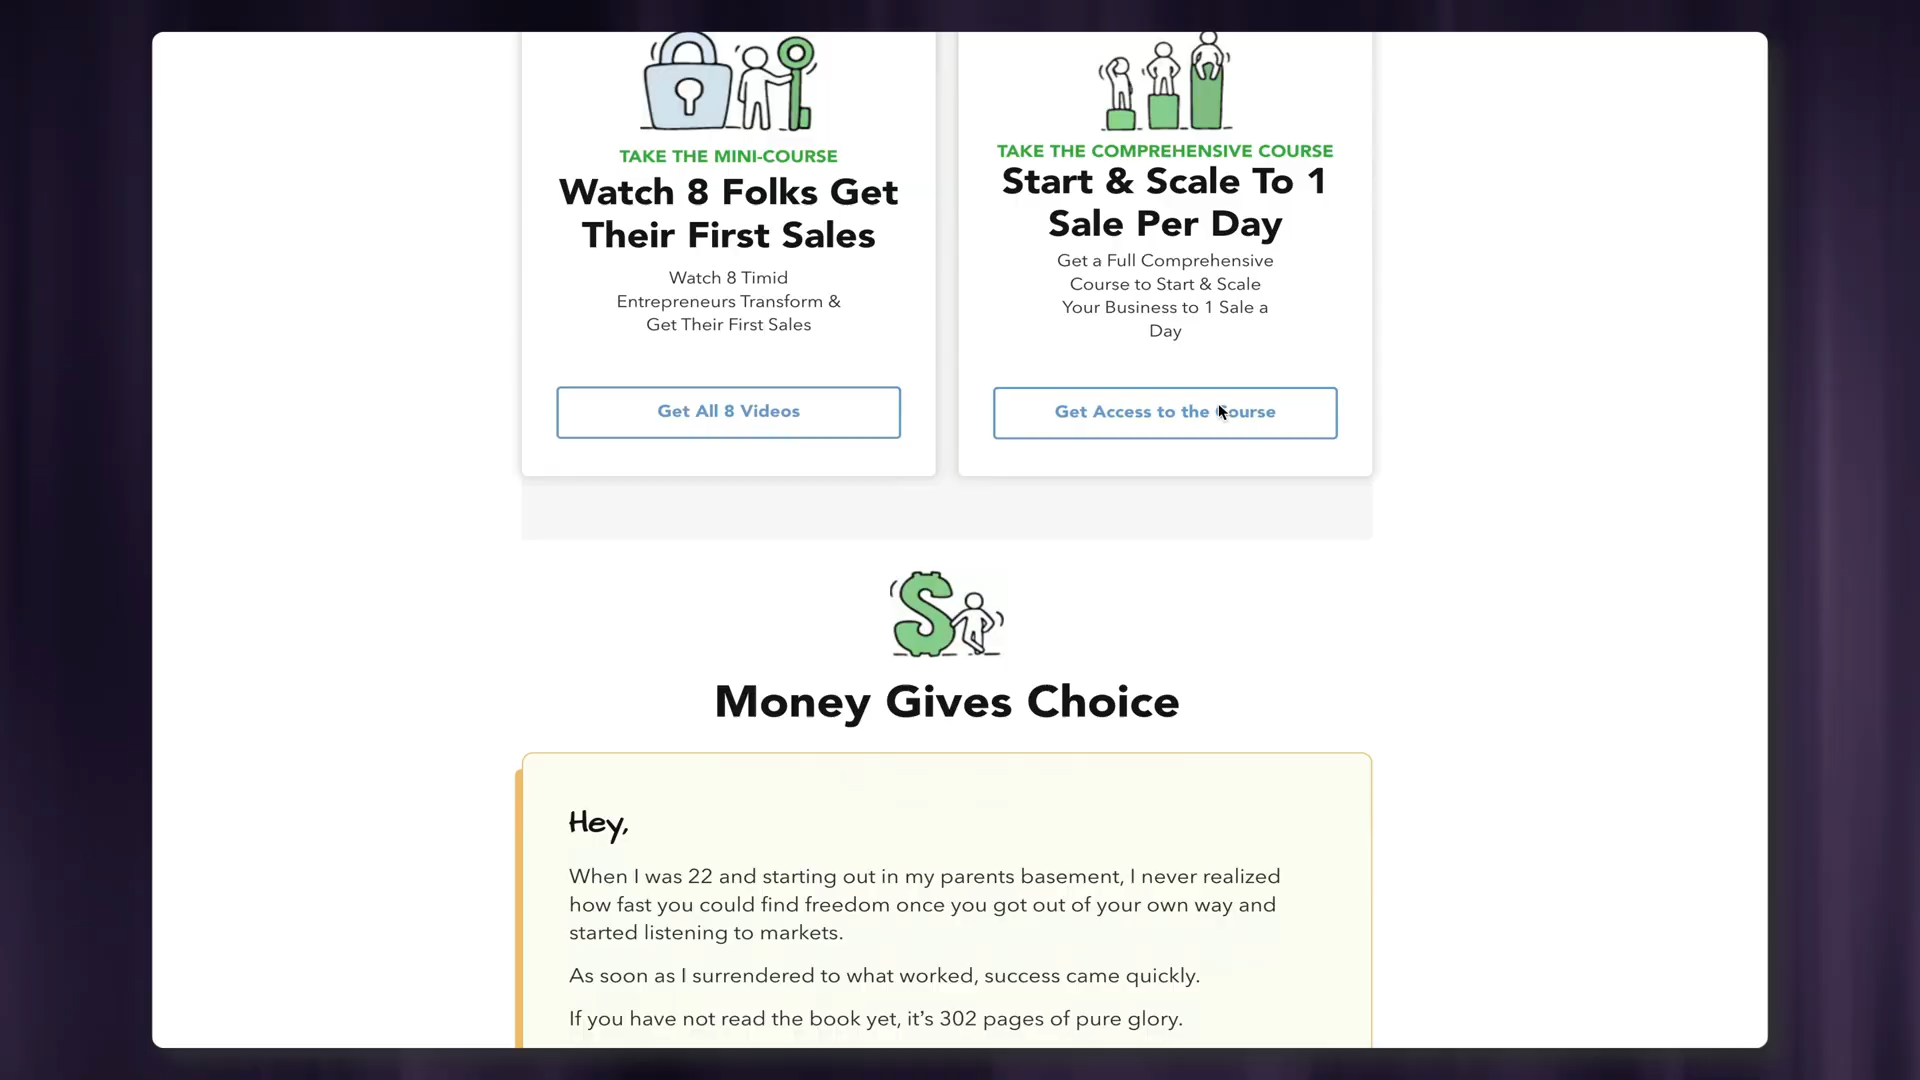 TAKE THE MINI-COURSE
Watch 8 Folks Get
Their First Sales
Watch 8 Timid
Entrepreneurs Transform &
Get Their First Sales
Get All 8 Videos
TAKE THE COMPREHENSIVE COURSE
Start & Scale To 1
Sale Per Day
Get a Full Comprehensive
Course to Start & Scale
Your Business to 1 Sale a
Day
Get Access to the Course
Money Gives Choice
Hey,
When I was 22 and starting out in my parents basement, I never realized
how fast you could find freedom once you got out of your own way and
started listening to markets.
As soon as I surrendered to what worked, success came quickly.
If you have not read the book yet, it’s 302 pages of pure glory.